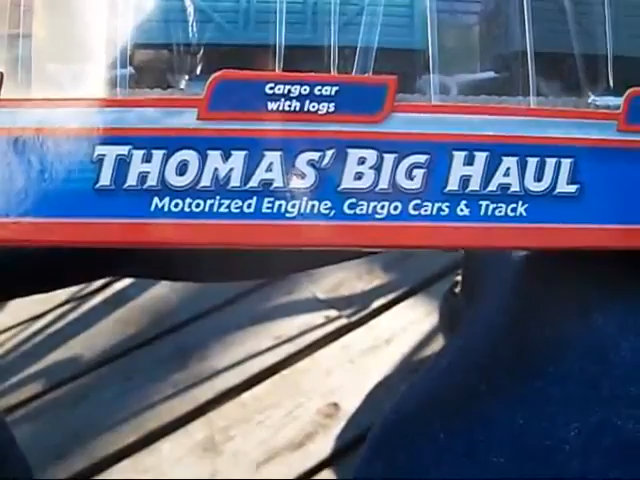 Cargo car
with logs
THOMAS' BIG HAUL
Motorized Engine, Cargo Cars & Track